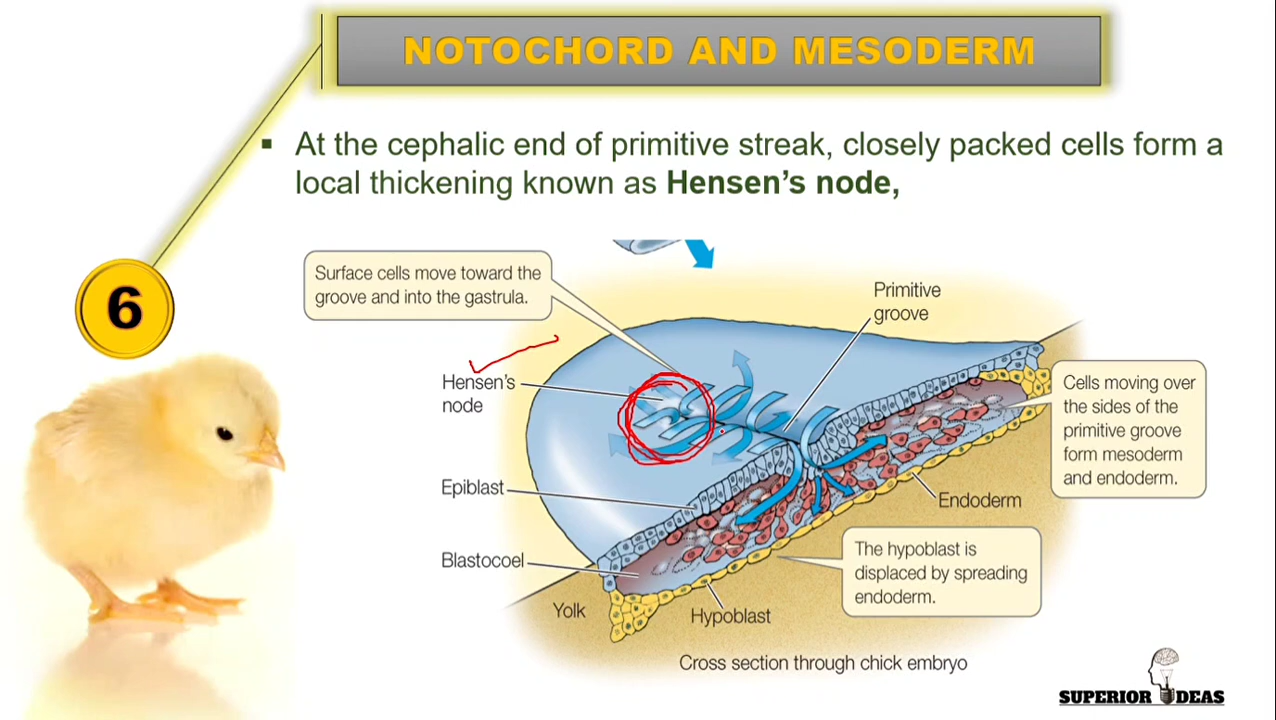 NOTOCHORD AND MESODERM
▪ At the cephalic end of primitive streak, closely packed cells form a
local thickening known as Hensen’s node,
6
Surface cells move toward the
groove and into the gastrula.
Primitive
groove
Hensen’s
node
Cells moving over
the sides of the
primitive groove
form mesoderm
and endoderm.
Epiblast
Endoderm
Blastocoel
The hypoblast is
displaced by spreading
endoderm.
Yolk
Hypoblast
Cross section through chick embryo
SUPERIOR IDEAS